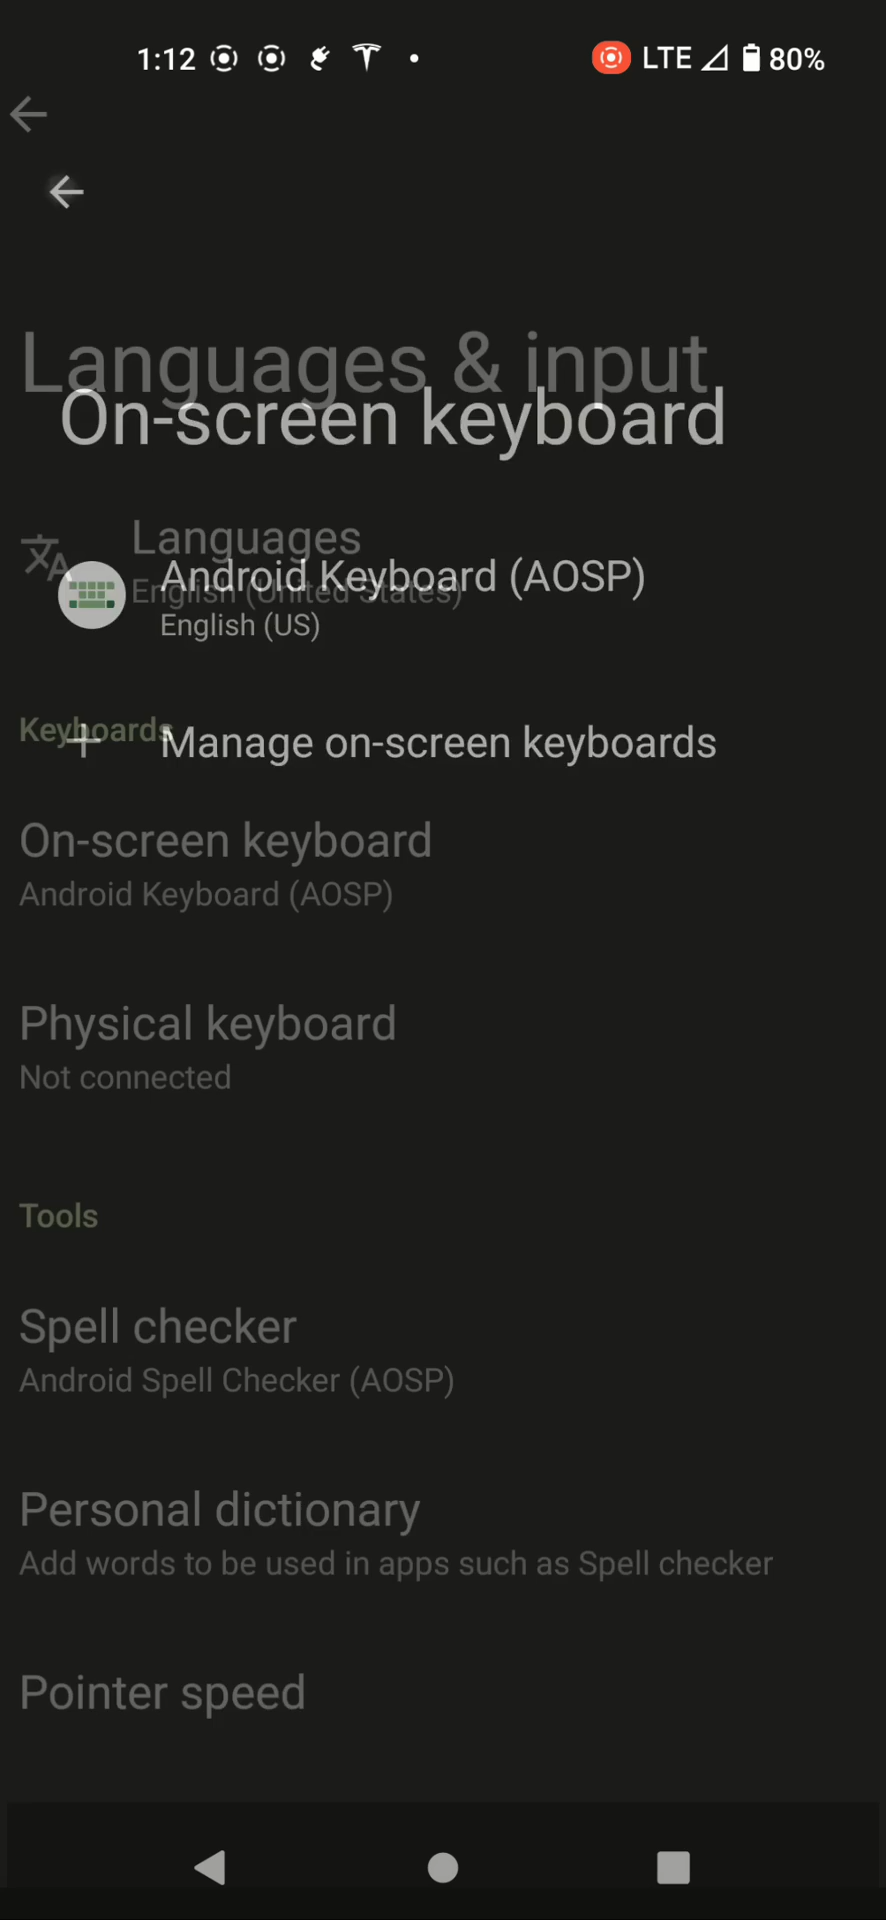 1:12 LTE 80%
Languages & input
On-screen keyboard
Languages
Android Keyboard (AOSP)
English (United States)
English (US)
Keyboards
Manage on-screen keyboards
On-screen keyboard
Android Keyboard (AOSP)
Physical keyboard
Not connected
Tools
Spell checker
Android Spell Checker (AOSP)
Personal dictionary
Add words to be used in apps such as Spell checker
Pointer speed